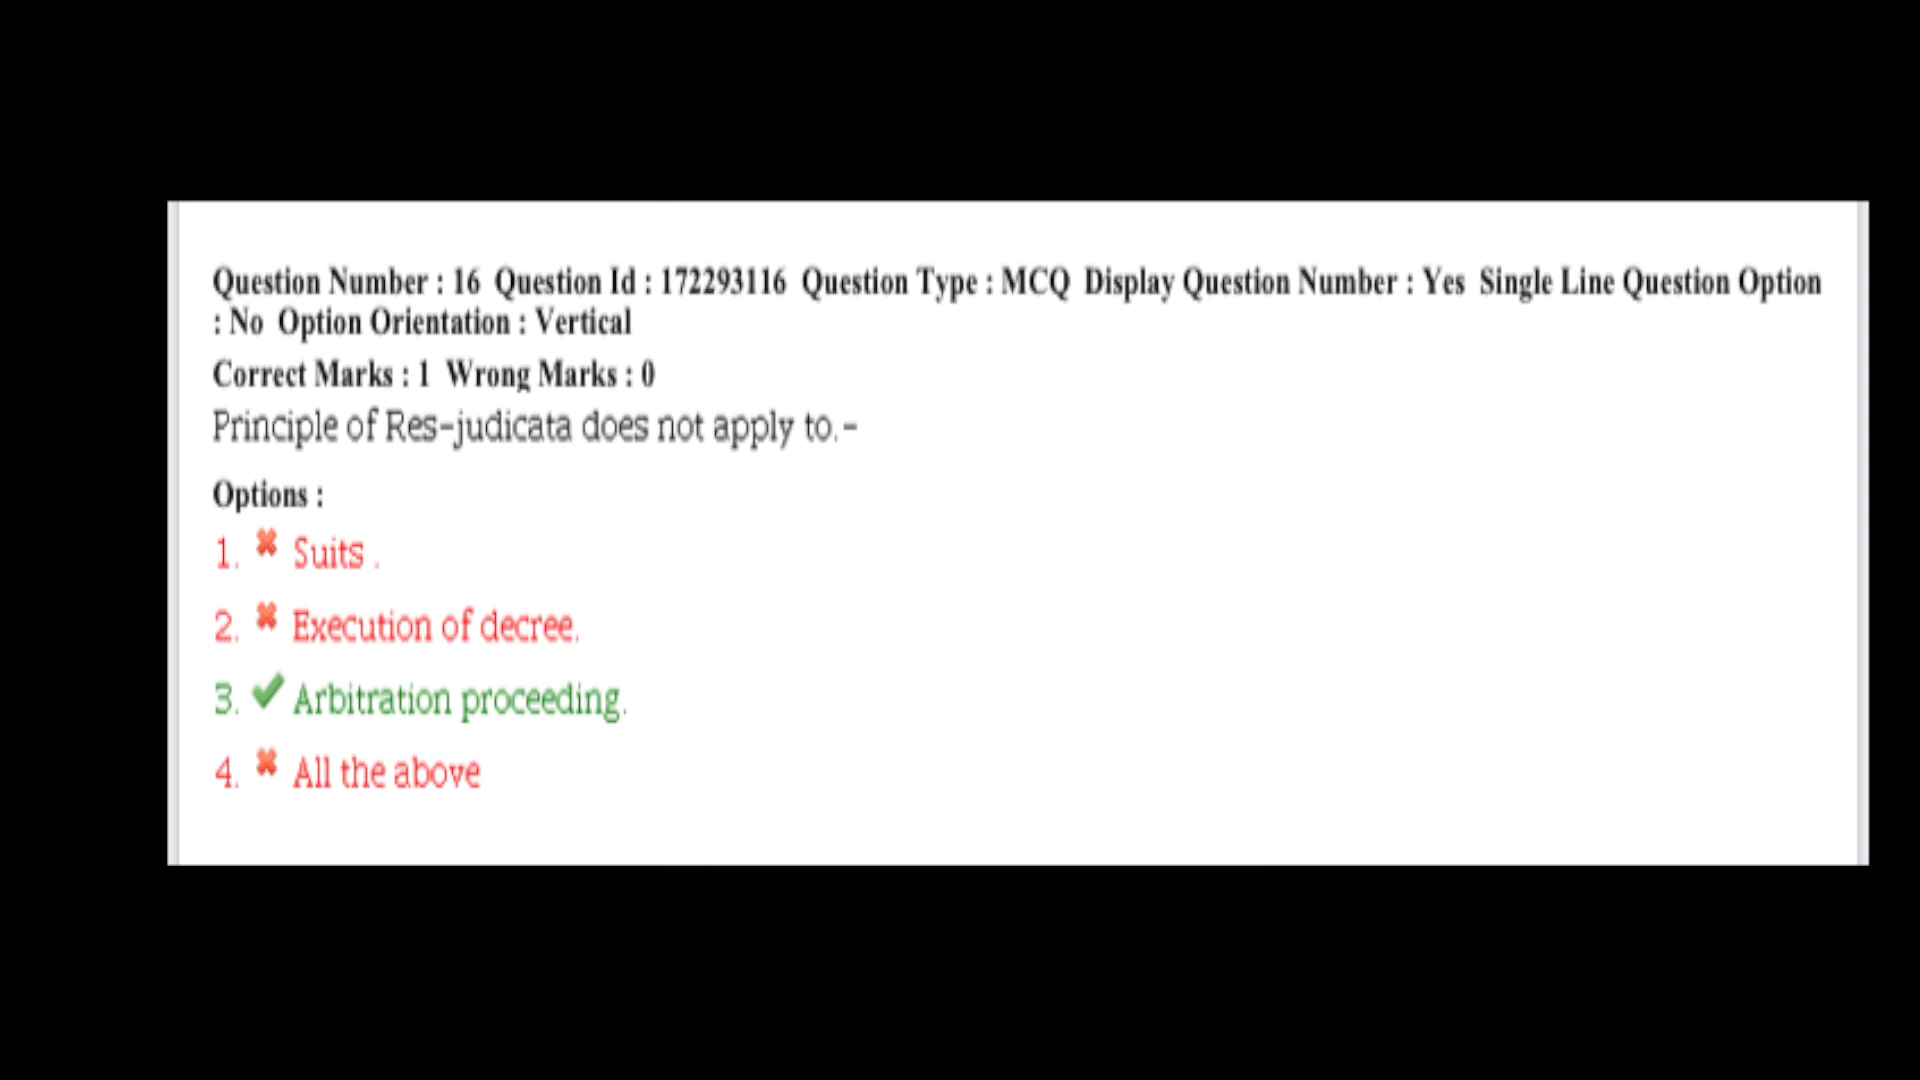 Question Number : 16 Question Id : 172293116 Question Type : MCQ Display Question Number : Yes Single Line Question Option
: No Option Orientation : Vertical
Correct Marks : 1 Wrong Marks : 0
Principle of Res-judicata does not apply to.-
Options :
1. ✖ Suits .
2. ✖ Execution of decree.
3. ✔ Arbitration proceeding.
4. ✖ All the above